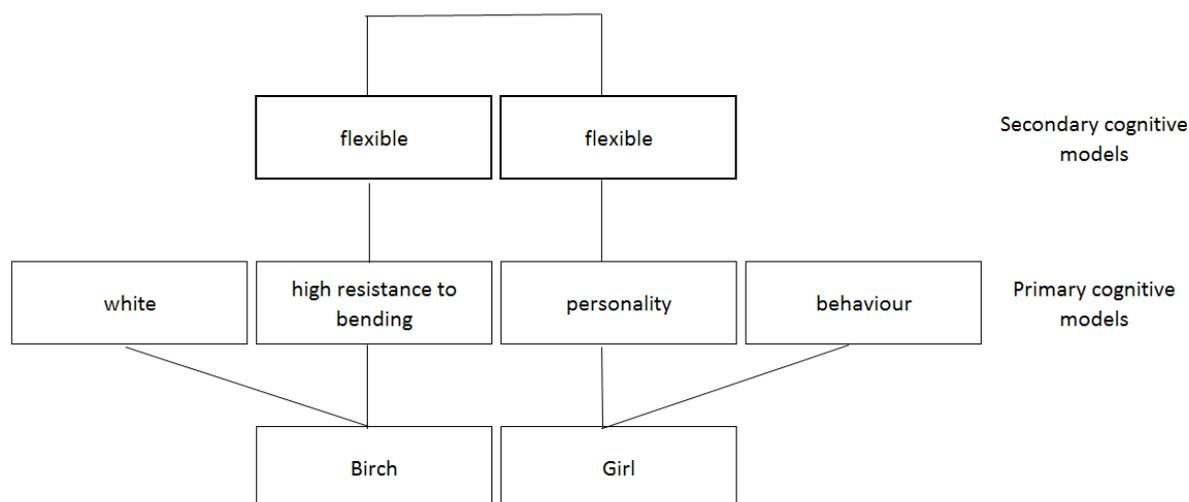 flexible
flexible
Secondary cognitive
models
white
high resistance to
bending
personality
behaviour
Primary cognitive
models
Birch
Girl